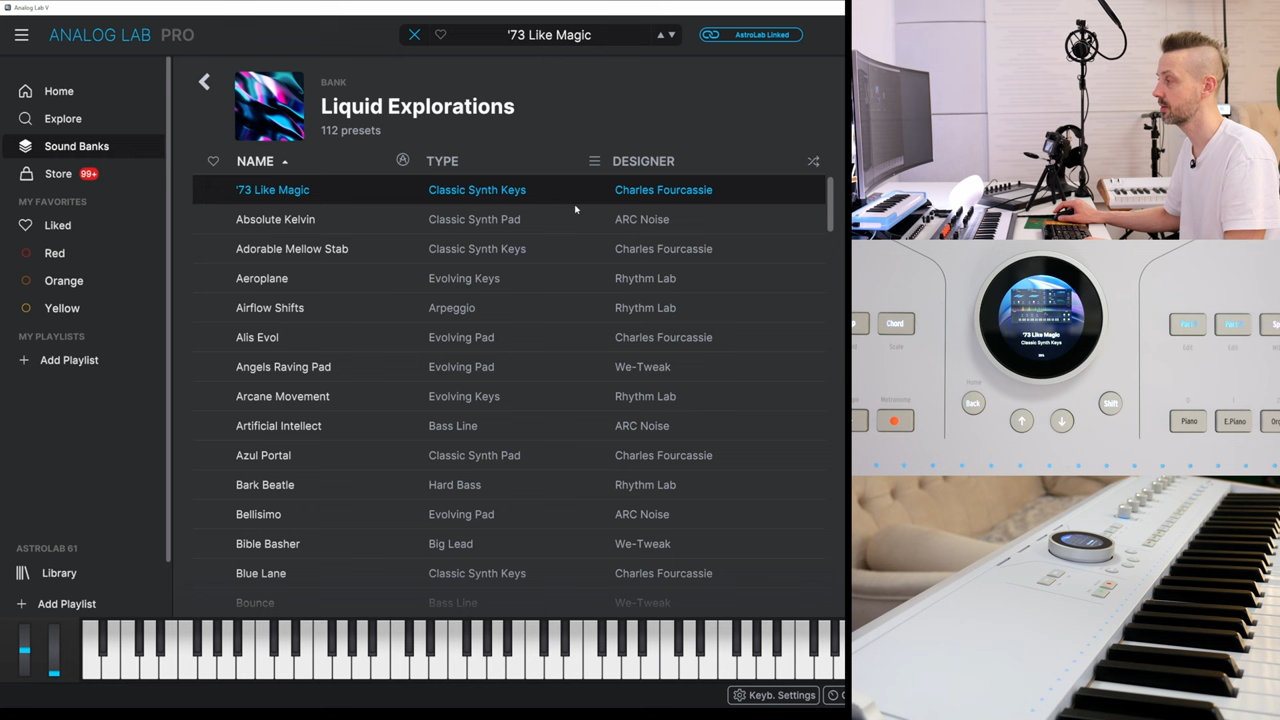 Analog Lab V
ANALOG LAB PRO
'73 Like Magic
AstroLab Linked
Home
Explore
Sound Banks
Store 99+
MY FAVORITES
Liked
Red
Orange
Yellow
MY PLAYLISTS
Add Playlist
ASTROLAB 61
Library
Add Playlist
BANK
Liquid Explorations
112 presets
NAME TYPE DESIGNER
'73 Like Magic Classic Synth Keys Charles Fourcassie
Absolute Kelvin Classic Synth Pad ARC Noise
Adorable Mellow Stab Classic Synth Keys Charles Fourcassie
Aeroplane Evolving Keys Rhythm Lab
Airflow Shifts Arpeggio Rhythm Lab
Alis Evol Evolving Pad Charles Fourcassie
Angels Raving Pad Evolving Pad We-Tweak
Arcane Movement Evolving Keys Rhythm Lab
Artificial Intellect Bass Line ARC Noise
Azul Portal Classic Synth Pad Charles Fourcassie
Bark Beatle Hard Bass Rhythm Lab
Bellisimo Evolving Pad ARC Noise
Bible Basher Big Lead We-Tweak
Blue Lane Classic Synth Keys Charles Fourcassie
Bounce Bass Line We-Tweak
Keyb. Settings
Chord
Scale
'73 Like Magic
Classic Synth Keys
Part
Part
Edit
Edit
Home
Back
Shift
Metronome
Piano
E.Piano